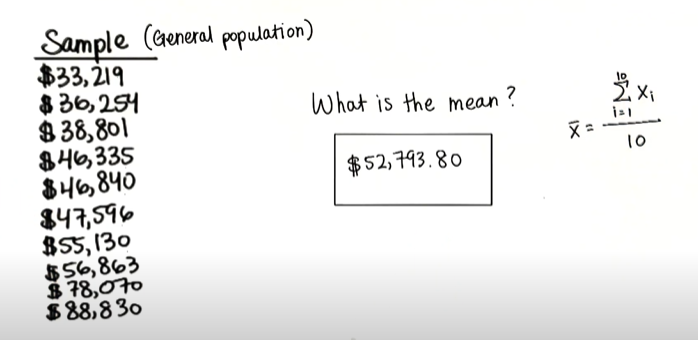 Sample (General population)
$33,219
$36,254
$38,801
$46,335
$46,840
$47,596
$55,130
$56,863
$78,070
$88,830
What is the mean?
$52,793.80
x̄ = 
10
Σ xᵢ
i=1
10